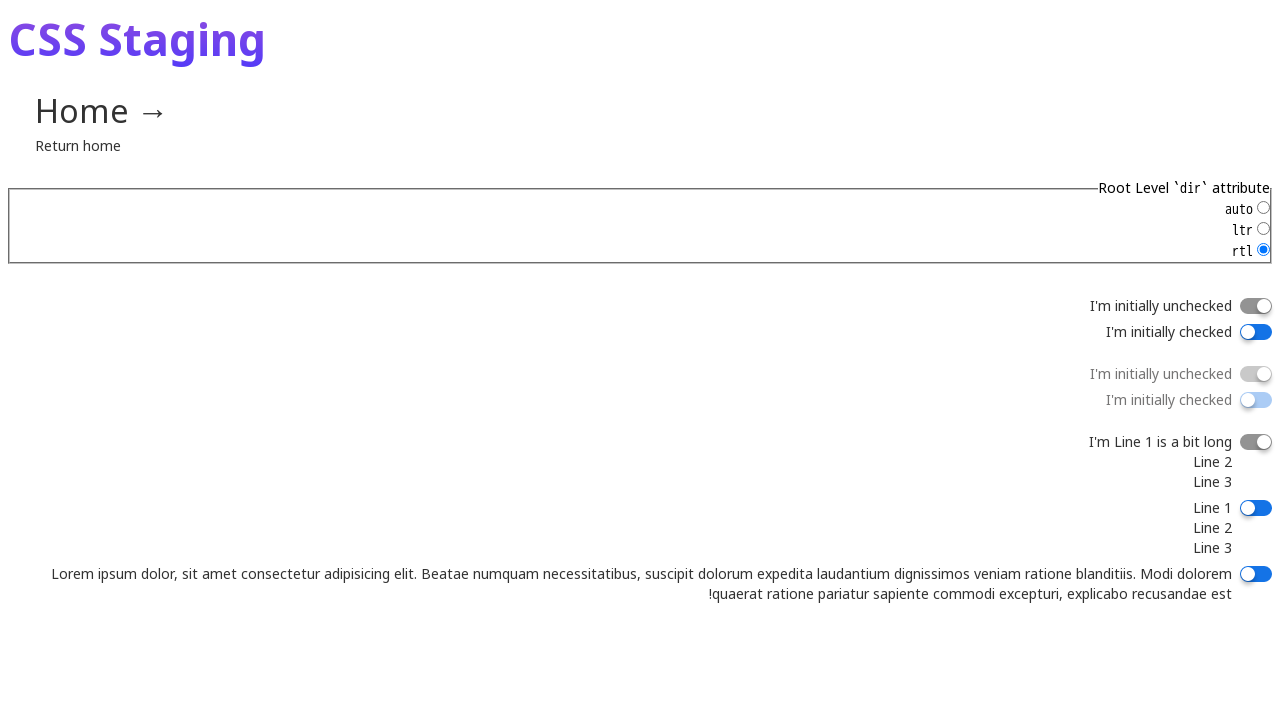 CSS Staging
Home →
Return home
Root Level `dir` attribute
auto
ltr
rtl
I'm initially unchecked
I'm initially checked
I'm initially unchecked
I'm initially checked
I'm Line 1 is a bit long
Line 2
Line 3
Line 1
Line 2
Line 3
Lorem ipsum dolor, sit amet consectetur adipisicing elit. Beatae numquam necessitatibus, suscipit dolorum expedita laudantium dignissimos veniam ratione blanditiis. Modi dolorem
!quaerat ratione pariatur sapiente commodi excepturi, explicabo recusandae est